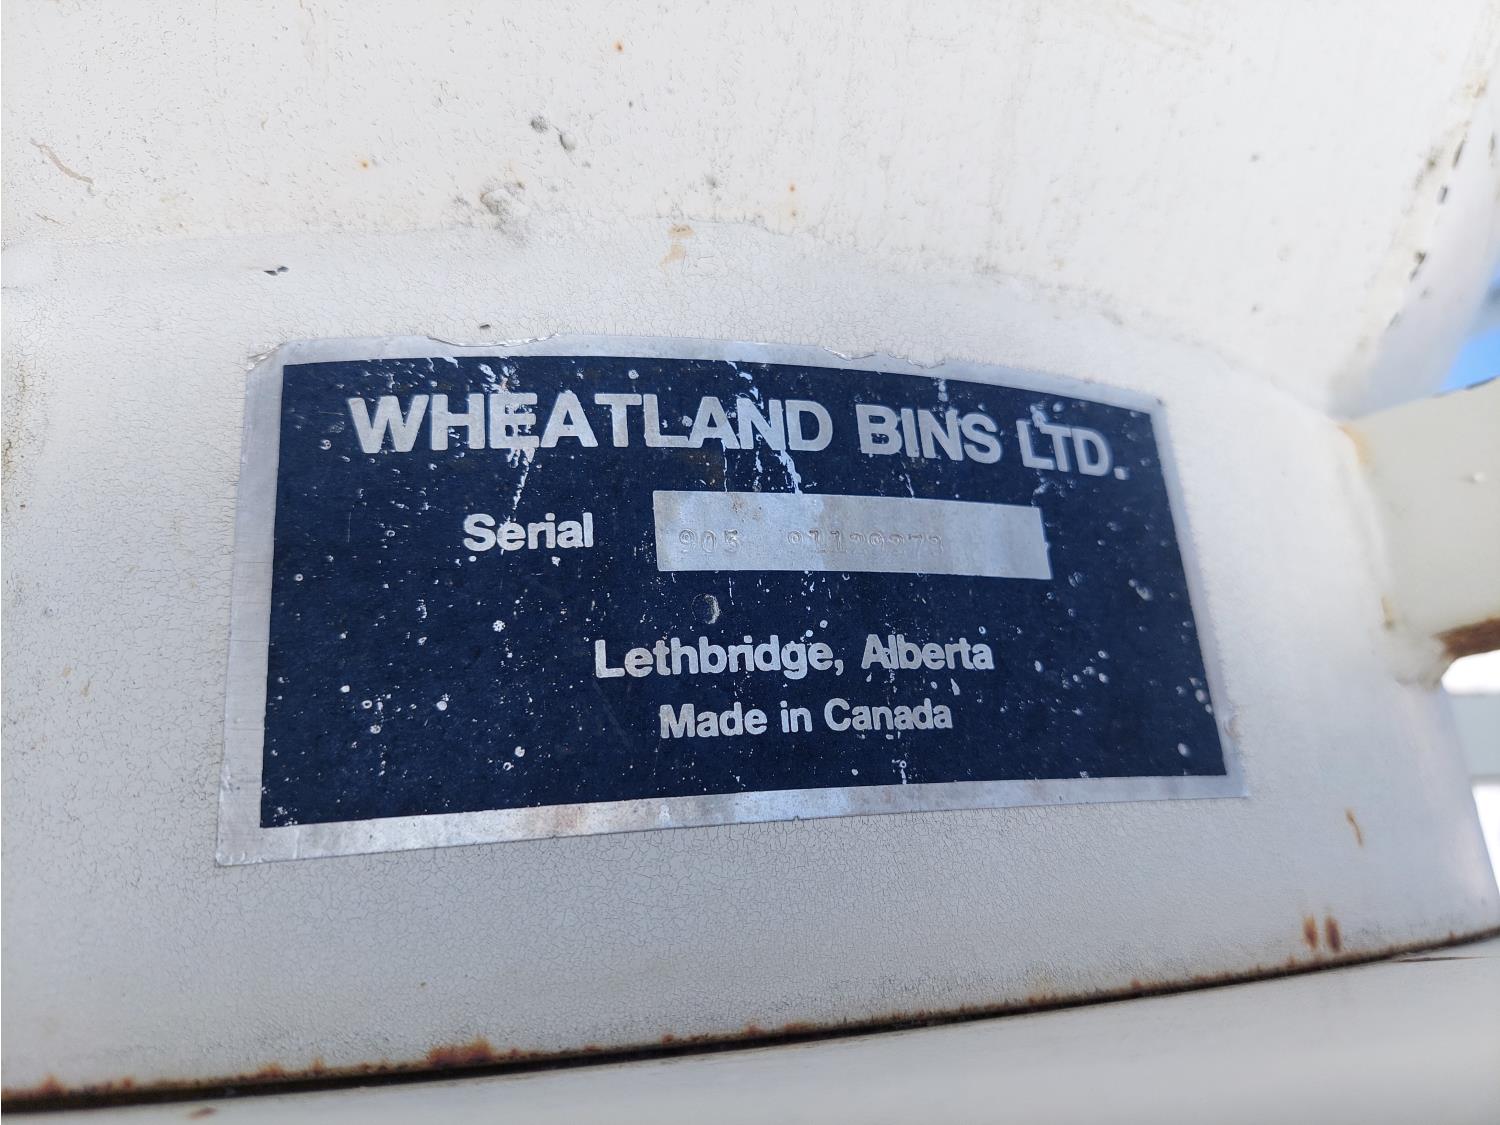 WHEATLAND BINS LTD.
Serial 905
Lethbridge, Alberta
Made in Canada